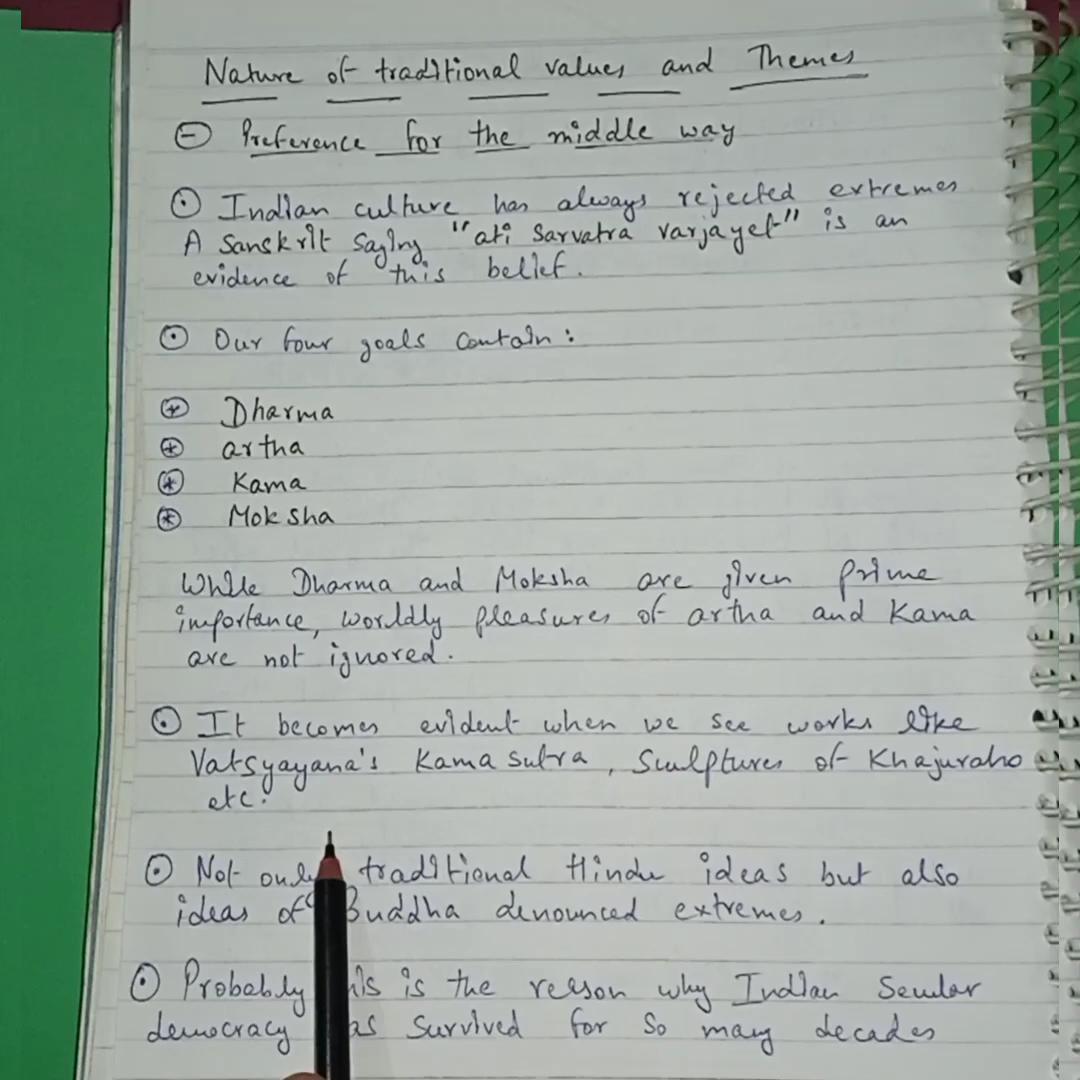 Nature of traditional values and Themes
Preference for the middle way
Indian culture has always rejected extremes
A Sanskrit saying "ati sarvatra varjayet" is an
evidence of this belief.
Our four goals contain:
Dharma
artha
Kama
Moksha
While Dharma and Moksha are given prime
importance, worldly pleasures of artha and Kama
are not ignored.
It becomes evident when we see works like
Vatsyayana's Kama sutra, Sculptures of Khajuraho
etc.
Not only traditional Hindu ideas but also
ideas of Buddha denounced extremes.
Probably is the reason why Indian Secular
democracy survived for so many decades